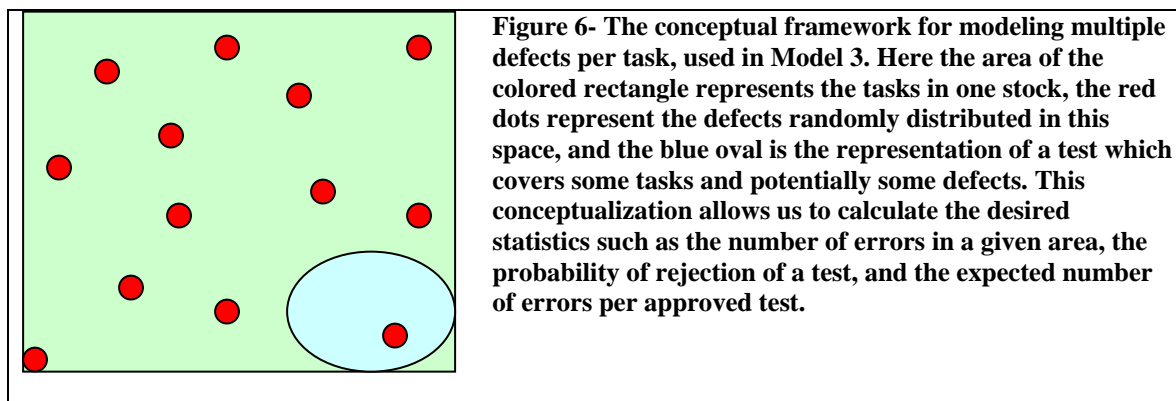 Figure 6- The conceptual framework for modeling multiple
defects per task, used in Model 3. Here the area of the
colored rectangle represents the tasks in one stock, the red
dots represent the defects randomly distributed in this
space, and the blue oval is the representation of a test which
covers some tasks and potentially some defects. This
conceptualization allows us to calculate the desired
statistics such as the number of errors in a given area, the
probability of rejection of a test, and the expected number
of errors per approved test.